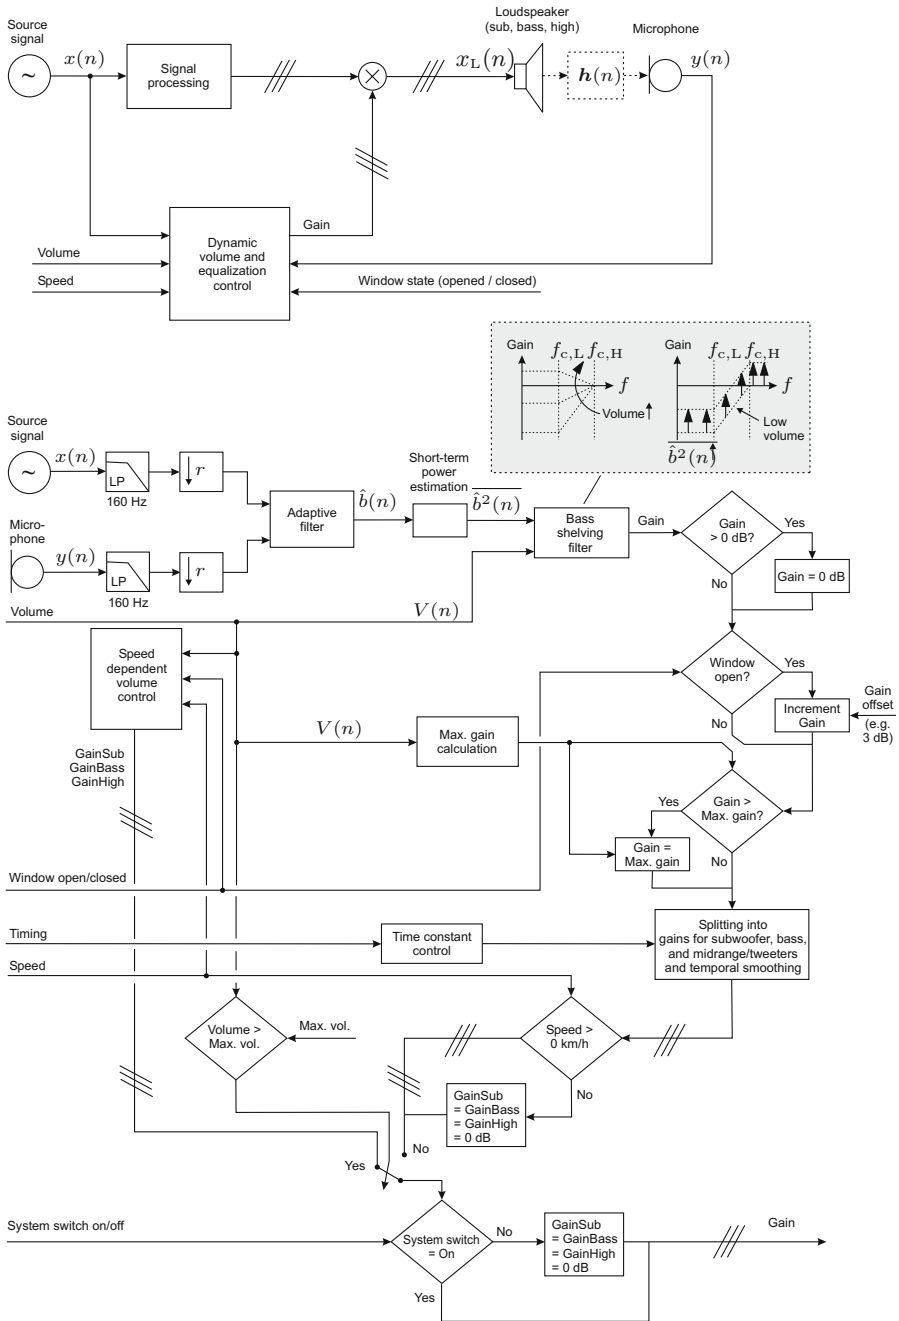 Source
signal
x(n)
Signal
processing
x_L(n)
Loudspeaker
(sub, bass, high)
h(n)
Microphone
y(n)
Gain
Dynamic
volume and
equalization
control
Volume
Speed
Window state (opened / closed)
Gain
f_c,L f_c,H
f
Volume
Gain
f_c,L f_c,H
f
Low
volume
b̂²(n)
Source
signal
x(n)
LP
160 Hz
r
Micro-
phone
y(n)
LP
160 Hz
r
Adaptive
filter
b̂(n)
Short-term
power
estimation
b̂²(n)
Bass
shelving
filter
Gain
Gain
> 0 dB?
Yes
Gain = 0 dB
No
Volume
V(n)
Speed
dependent
volume
control
Window
open?
Yes
Increment
Gain
Gain
offset
(e.g.
3 dB)
No
V(n)
Max. gain
calculation
GainSub
GainBass
GainHigh
Gain >
Max. gain?
Yes
Gain =
Max. gain
No
Window open/closed
Timing
Time constant
control
Splitting into
gains for subwoofer, bass,
and midrange/tweeters
and temporal smoothing
Speed
Volume >
Max. vol.
Max. vol.
Speed >
0 km/h
No
GainSub
= GainBass
= GainHigh
= 0 dB
No
Yes
System switch on/off
System switch
= On
No
GainSub
= GainBass
= GainHigh
= 0 dB
Gain
Yes